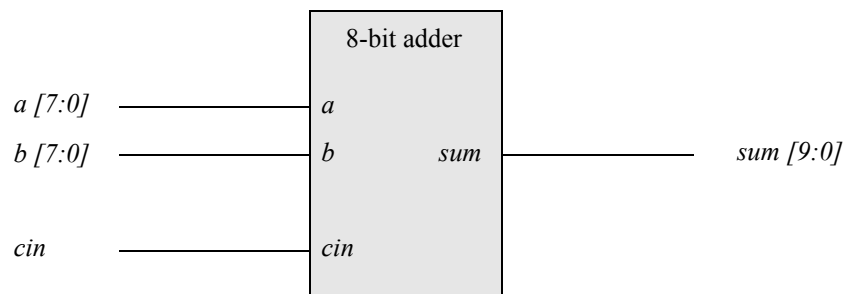 8-bit adder
a [7:0]
a
b [7:0]
b
sum
sum [9:0]
cin
cin